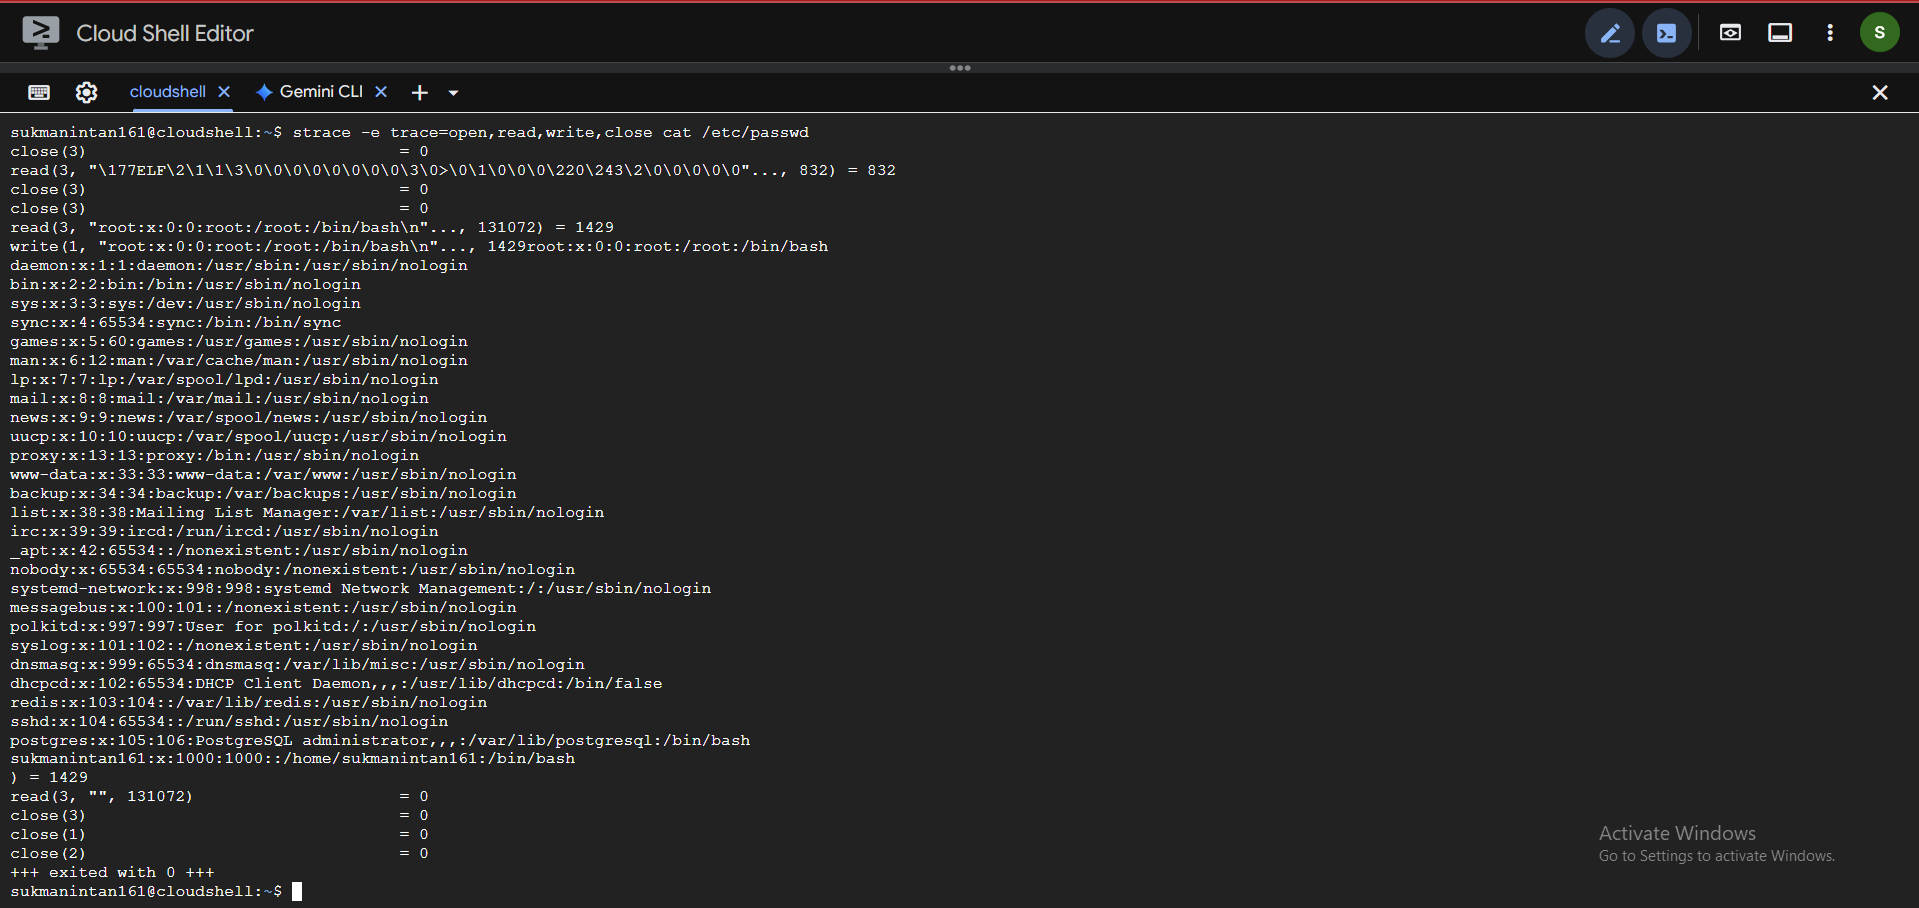 Cloud Shell Editor
S
cloudshell
Gemini CLI
sukmanintan161@cloudshell:~$ strace -e trace=open,read,write,close cat /etc/passwd
close(3)                                = 0
read(3, "\177ELF\2\1\1\3\0\0\0\0\0\0\0\0\3\0>\0\1\0\0\0\220\243\2\0\0\0\0\0"..., 832) = 832
close(3)                                = 0
close(3)                                = 0
read(3, "root:x:0:0:root:/root:/bin/bash\n"..., 131072) = 1429
write(1, "root:x:0:0:root:/root:/bin/bash\n"..., 1429root:x:0:0:root:/root:/bin/bash
daemon:x:1:1:daemon:/usr/sbin:/usr/sbin/nologin
bin:x:2:2:bin:/bin:/usr/sbin/nologin
sys:x:3:3:sys:/dev:/usr/sbin/nologin
sync:x:4:65534:sync:/bin:/bin/sync
games:x:5:60:games:/usr/games:/usr/sbin/nologin
man:x:6:12:man:/var/cache/man:/usr/sbin/nologin
lp:x:7:7:lp:/var/spool/lpd:/usr/sbin/nologin
mail:x:8:8:mail:/var/mail:/usr/sbin/nologin
news:x:9:9:news:/var/spool/news:/usr/sbin/nologin
uucp:x:10:10:uucp:/var/spool/uucp:/usr/sbin/nologin
proxy:x:13:13:proxy:/bin:/usr/sbin/nologin
www-data:x:33:33:www-data:/var/www:/usr/sbin/nologin
backup:x:34:34:backup:/var/backups:/usr/sbin/nologin
list:x:38:38:Mailing List Manager:/var/list:/usr/sbin/nologin
irc:x:39:39:ircd:/run/ircd:/usr/sbin/nologin
_apt:x:42:65534::/nonexistent:/usr/sbin/nologin
nobody:x:65534:65534:nobody:/nonexistent:/usr/sbin/nologin
systemd-network:x:998:998:systemd Network Management:/:/usr/sbin/nologin
messagebus:x:100:101::/nonexistent:/usr/sbin/nologin
polkitd:x:997:997:User for polkitd:/:/usr/sbin/nologin
syslog:x:101:102::/nonexistent:/usr/sbin/nologin
dnsmasq:x:999:65534:dnsmasq:/var/lib/misc:/usr/sbin/nologin
dhcpcd:x:102:65534:DHCP Client Daemon,,,:/usr/lib/dhcpcd:/bin/false
redis:x:103:104::/var/lib/redis:/usr/sbin/nologin
sshd:x:104:65534::/run/sshd:/usr/sbin/nologin
postgres:x:105:106:PostgreSQL administrator,,,:/var/lib/postgresql:/bin/bash
sukmanintan161:x:1000:1000::/home/sukmanintan161:/bin/bash
) = 1429
read(3, "", 131072)                     = 0
close(3)                                = 0
close(1)                                = 0
close(2)                                = 0
+++ exited with 0 +++
sukmanintan161@cloudshell:~$
Activate Windows
Go to Settings to activate Windows.